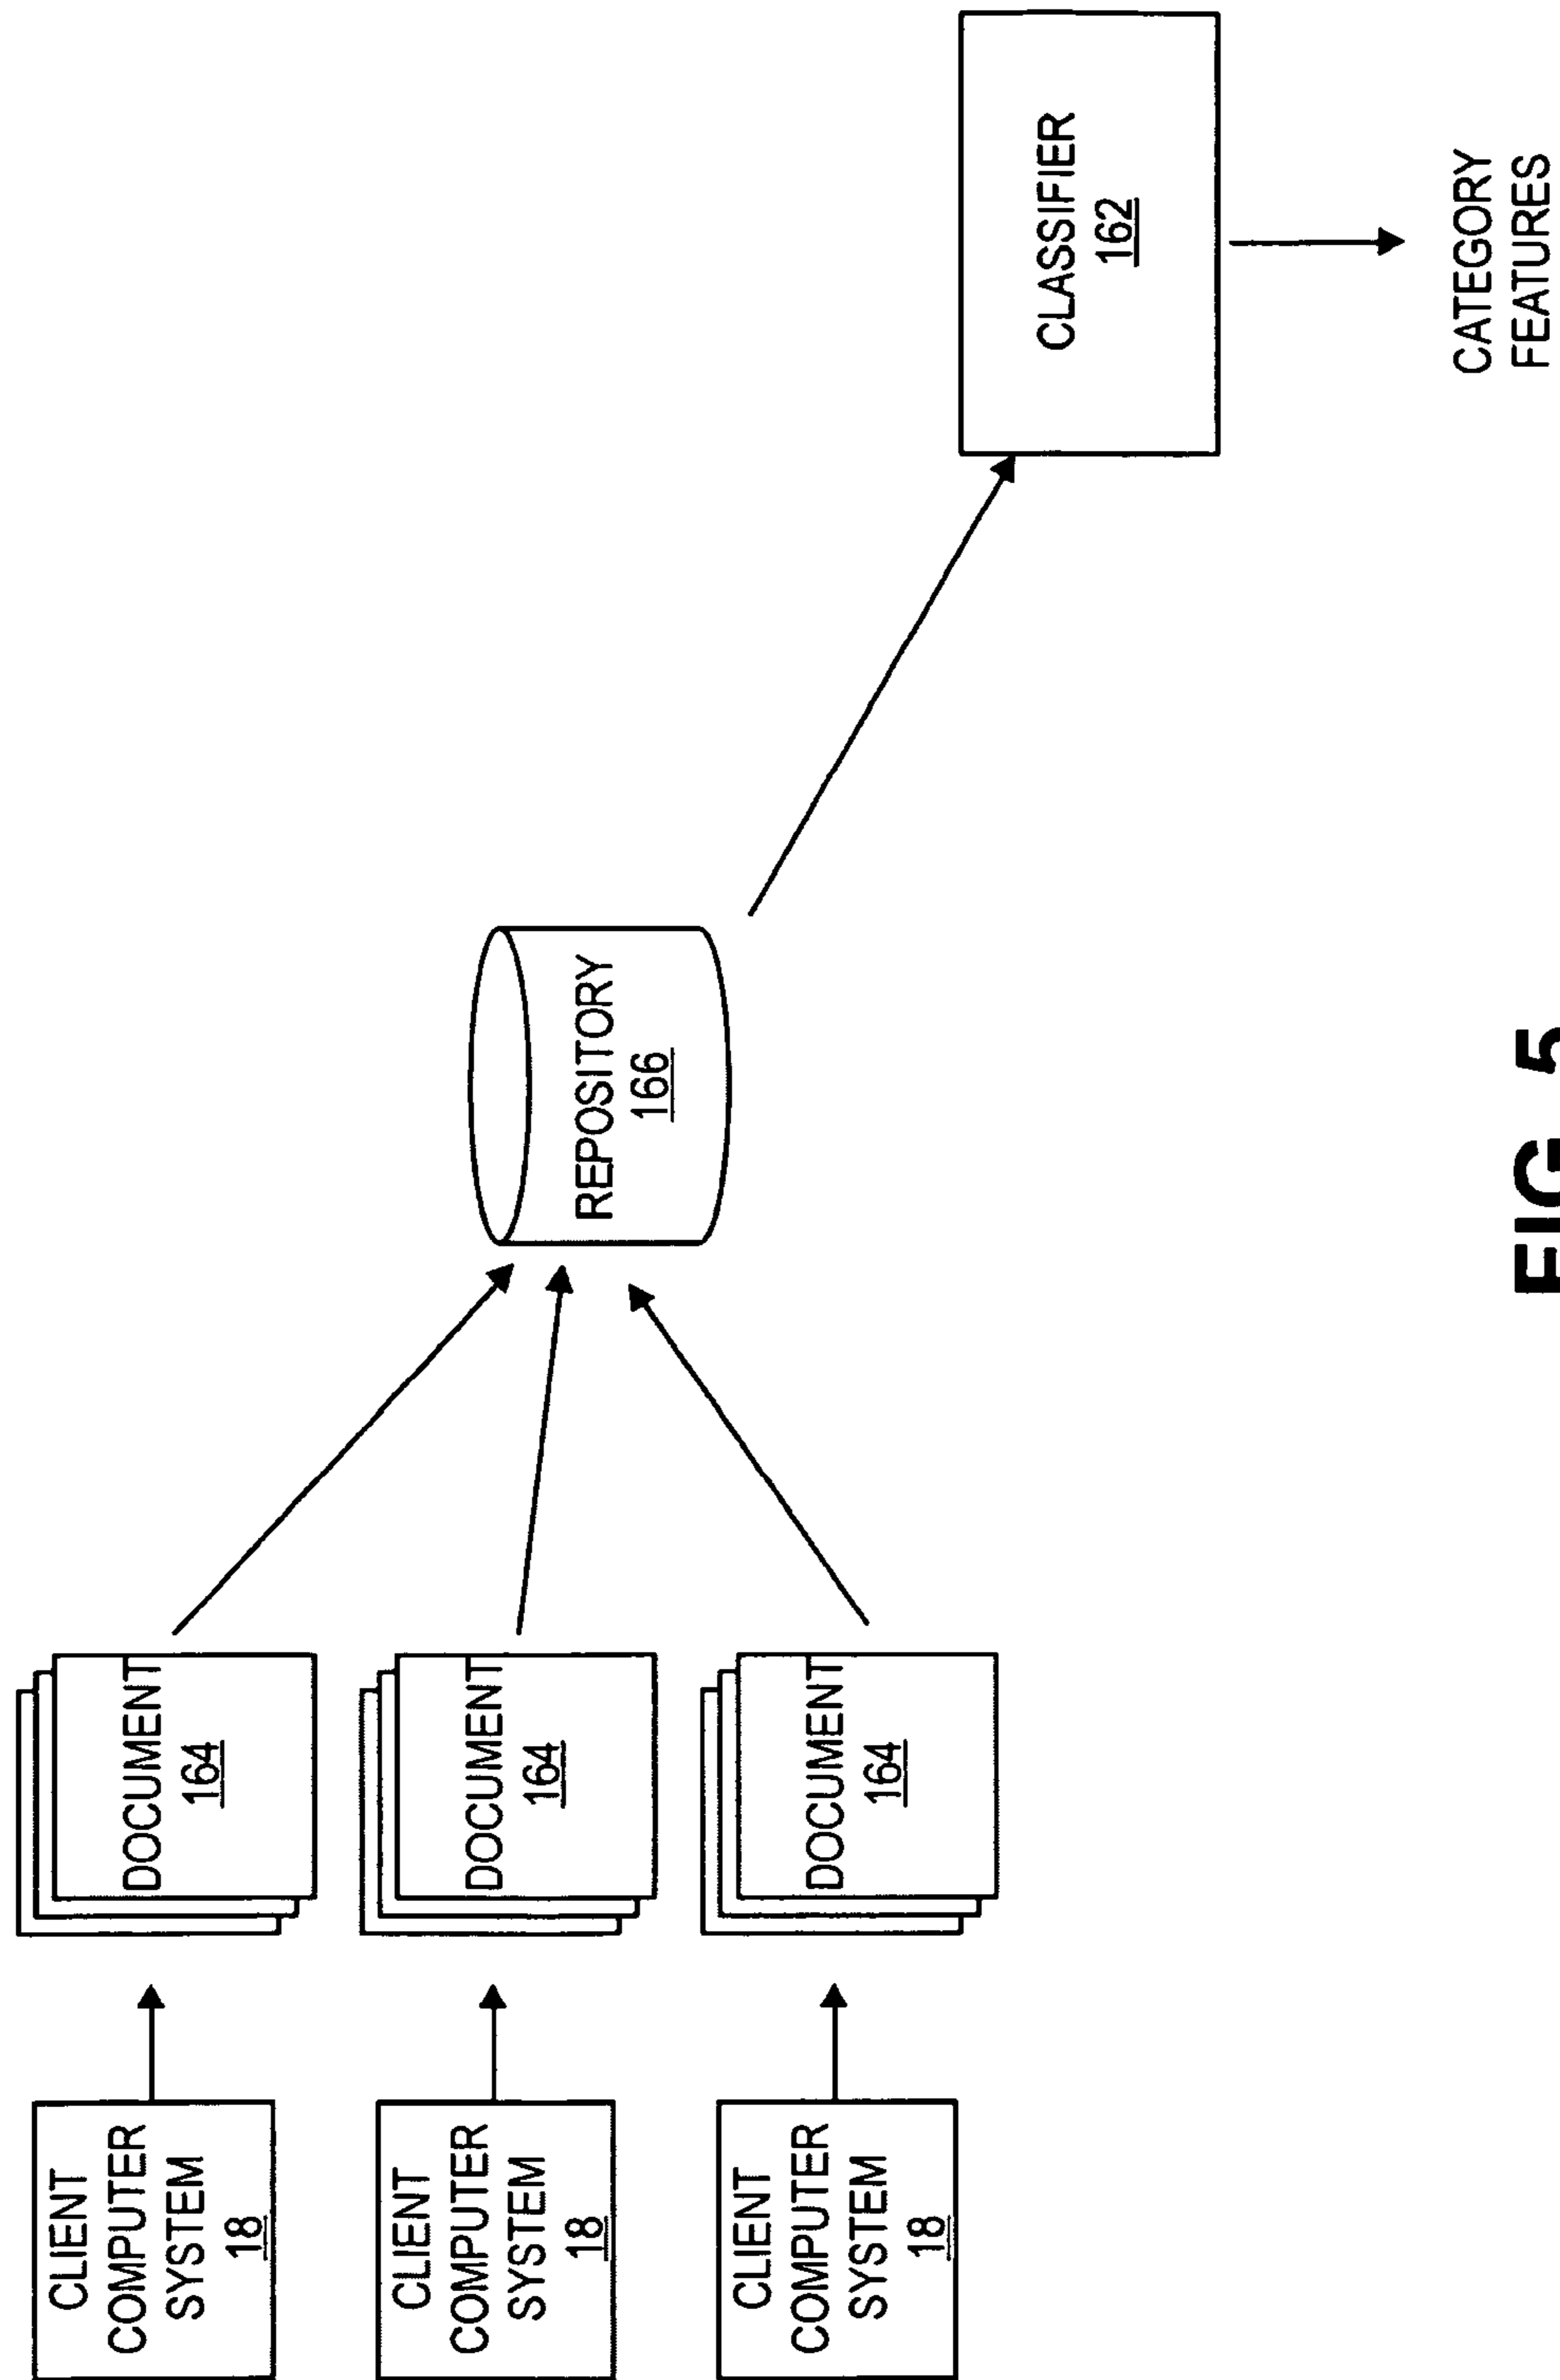 CLIENT
COMPUTER
SYSTEM
18
DOCUMENT
164
CLIENT
COMPUTER
SYSTEM
18
DOCUMENT
164
CLIENT
COMPUTER
SYSTEM
18
DOCUMENT
164
REPOSITORY
166
CLASSIFIER
162
CATEGORY
FEATURES
FIG. 5